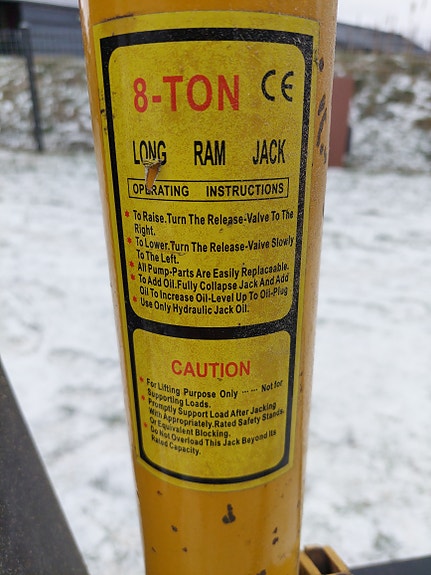 8-TON CE
LONG RAM JACK
OPERATING INSTRUCTIONS
To Raise.Turn The Release-Valve To The
Right.
To Lower.Turn The Release-Vaive Slowly
To The Left.
All Pump-Parts Are Easily Replaceable.
To Add Oil.Fully Collapse Jack And Add
Oil To Increase Oil-Level Up To Oil-Plug
Use Only Hydraulic Jack Oil.
CAUTION
For Lifting Purpose Only ---- Not for
Supporting Loads.
Promptly Support Load After Jacking
With Appropriately.Rated Safety Stands.
Or Equivalent Blocking.
Do Not Overload This Jack Beyond Its
Rated Capacity.